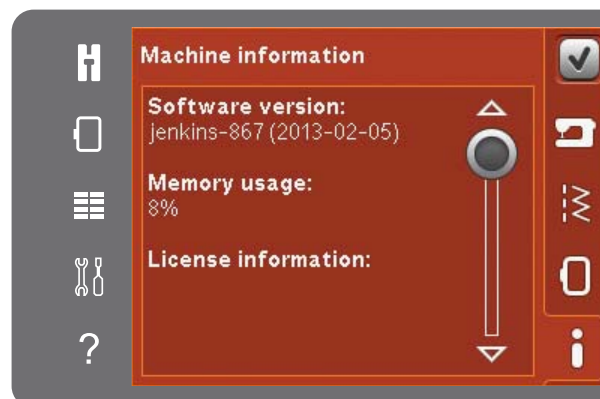 Machine information
Software version:
jenkins-867 (2013-02-05)
Memory usage:
8%
License information:
?